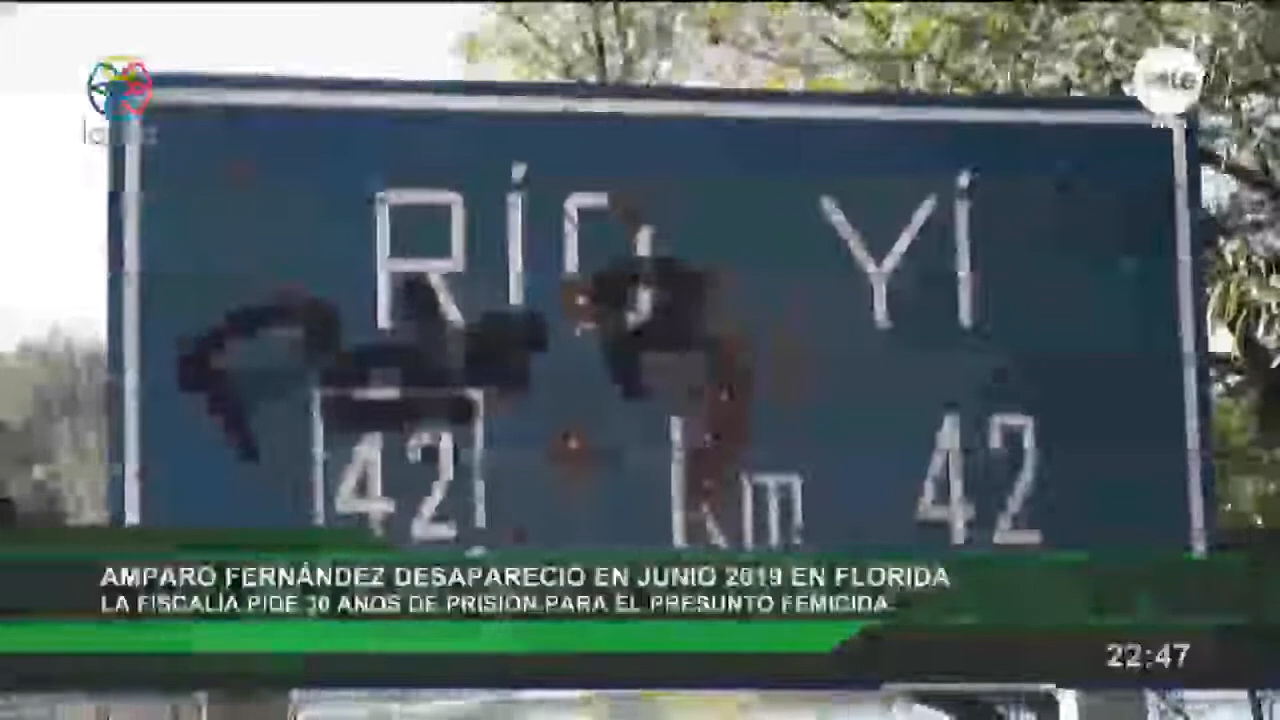 RÍO YÍ
42 Km 42
AMPARO FERNÁNDEZ DESAPARECIÓ EN JUNIO 2019 EN FLORIDA
LA FISCALÍA PIDE 30 AÑOS DE PRISIÓN PARA EL PRESUNTO FEMICIDA
22:47